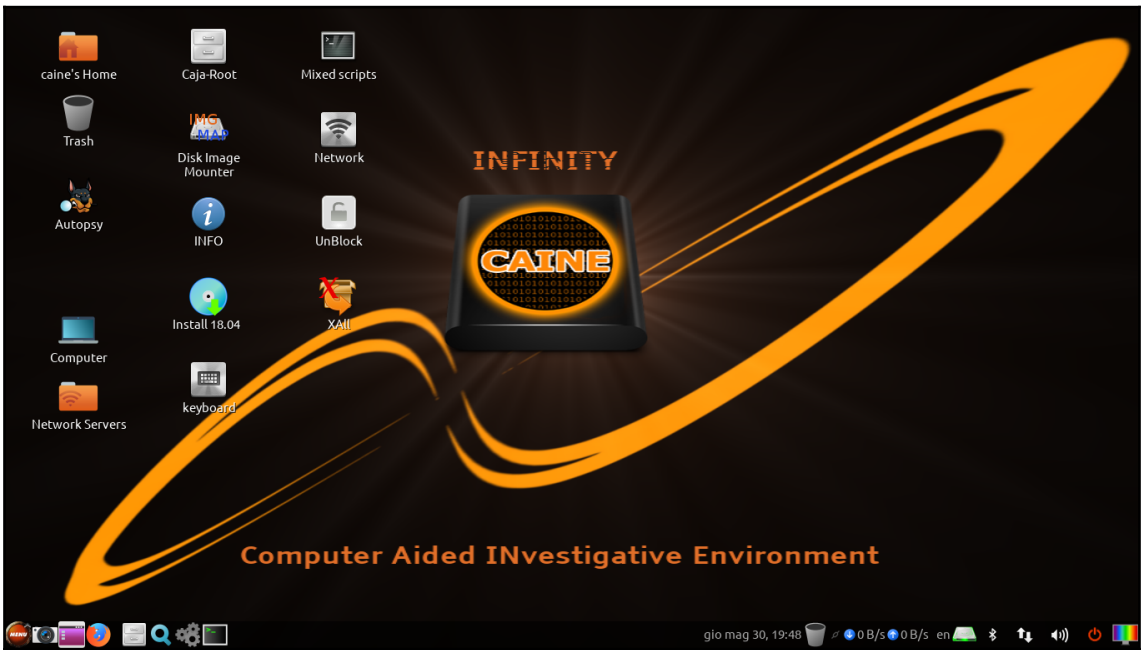 caine's Home
Caja-Root
Mixed scripts
Trash
IMG
MAP
Disk Image
Mounter
Network
Autopsy
INFO
UnBlock
Install 18.04
XAll
Computer
keyboard
Network Servers
INFINITY
CAINE
Computer Aided INvestigative Environment
MENU
gio mag 30, 19:48
0 B/s
0 B/s
en